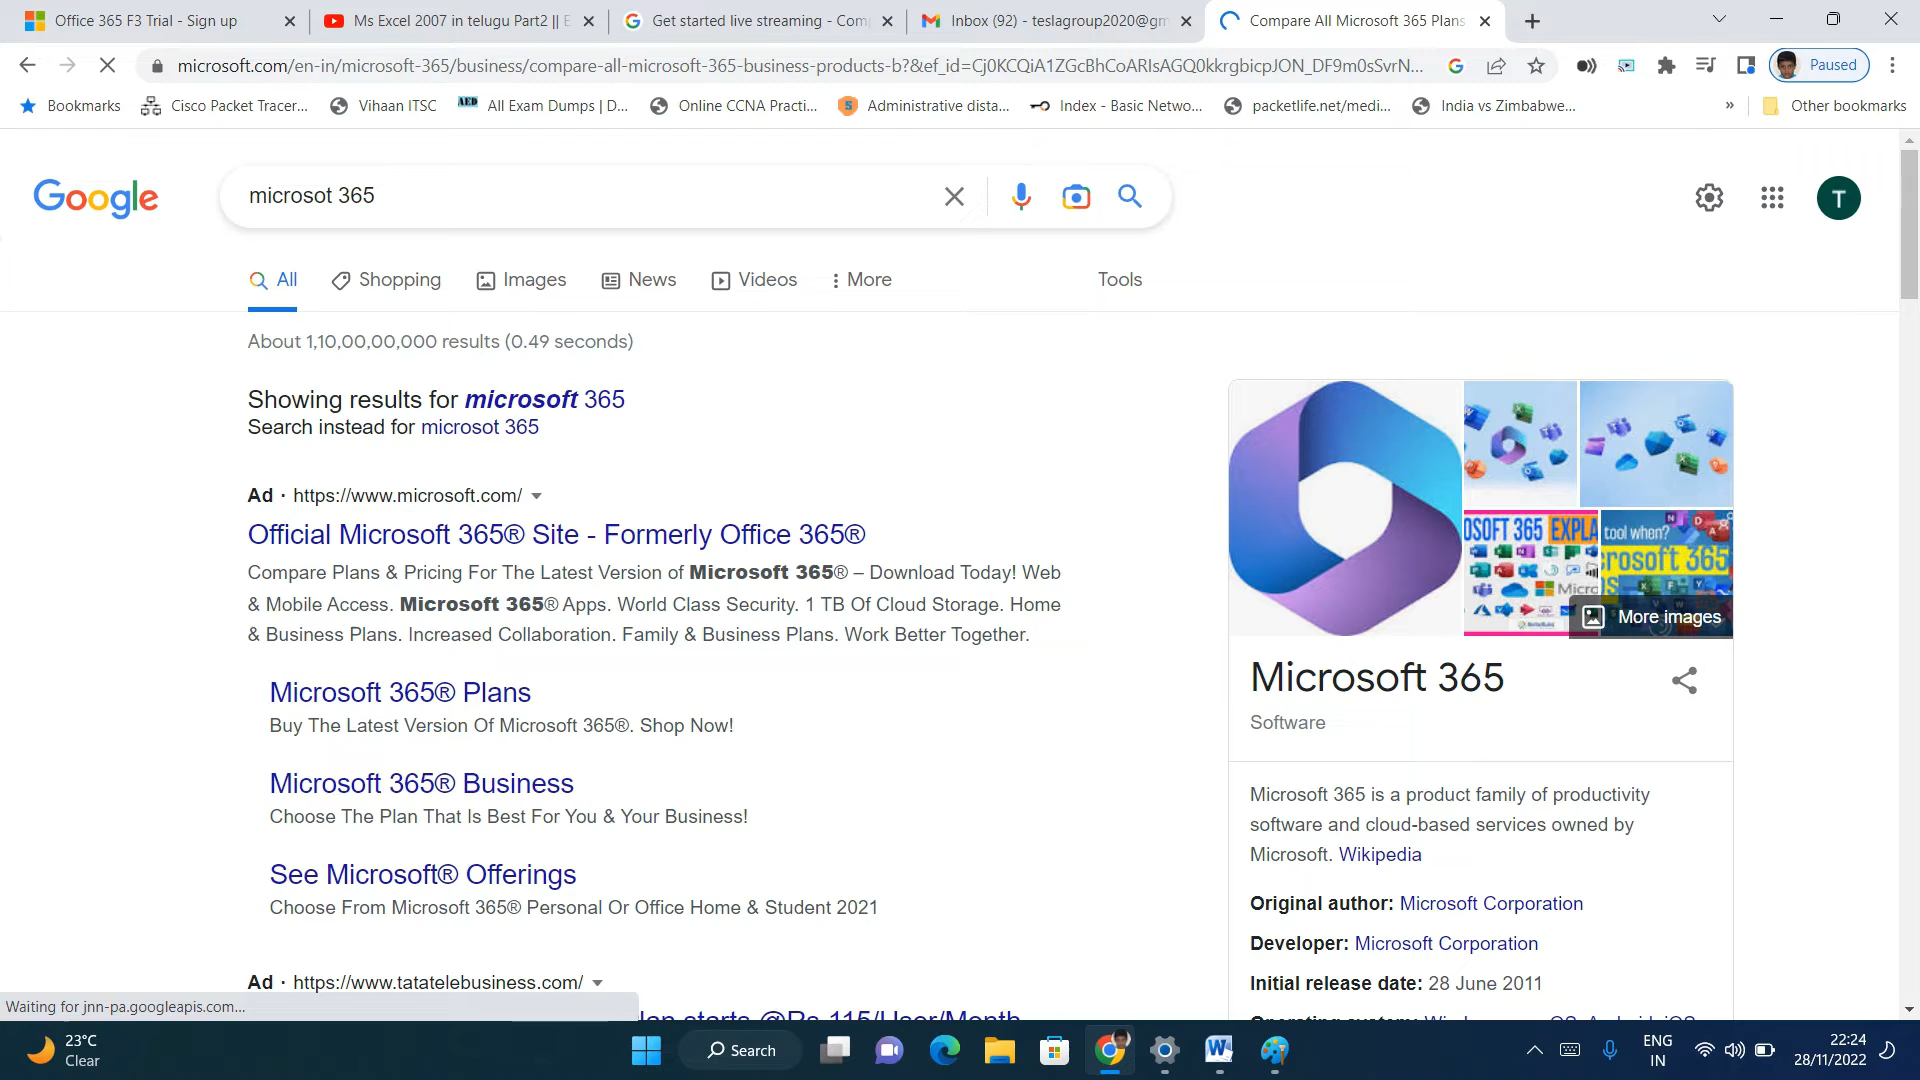 Office 365 F3 Trial - Sign up
Ms Excel 2007 in telugu Part2 || E
Get started live streaming - Comp
Inbox (92) - teslagroup2020@gm
Compare All Microsoft 365 Plans
microsoft.com/en-in/microsoft-365/business/compare-all-microsoft-365-business-products-b?&ef_id=Cj0KCQiA1ZGcBhCoARIsAGQ0kkrgbicpJON_DF9m0sSvrN...
Paused
Bookmarks
Cisco Packet Tracer...
Vihaan ITSC
AED
All Exam Dumps | D...
Online CCNA Practi...
Administrative dista...
Index - Basic Netwo...
packetlife.net/medi...
India vs Zimbabwe...
»
Other bookmarks
Google
microsot 365
T
All
Shopping
Images
News
Videos
More
Tools
About 1,10,00,00,000 results (0.49 seconds)
Showing results for microsoft 365
Search instead for microsot 365
Ad · https://www.microsoft.com/
Official Microsoft 365® Site - Formerly Office 365®
Compare Plans & Pricing For The Latest Version of Microsoft 365® – Download Today! Web
& Mobile Access. Microsoft 365® Apps. World Class Security. 1 TB Of Cloud Storage. Home
& Business Plans. Increased Collaboration. Family & Business Plans. Work Better Together.
Microsoft 365® Plans
Buy The Latest Version Of Microsoft 365®. Shop Now!
Microsoft 365® Business
Choose The Plan That Is Best For You & Your Business!
See Microsoft® Offerings
Choose From Microsoft 365® Personal Or Office Home & Student 2021
Ad · https://www.tatatelebusiness.com/
lan starts @Rs 115/User/Month
OSOFT 365 EXPLA
Micros
tool when?
crosoft 365
More images
Microsoft 365
Software
Microsoft 365 is a product family of productivity
software and cloud-based services owned by
Microsoft. Wikipedia
Original author: Microsoft Corporation
Developer: Microsoft Corporation
Initial release date: 28 June 2011
Waiting for jnn-pa.googleapis.com...
23°C
Clear
Search
ENG
IN
22:24
28/11/2022